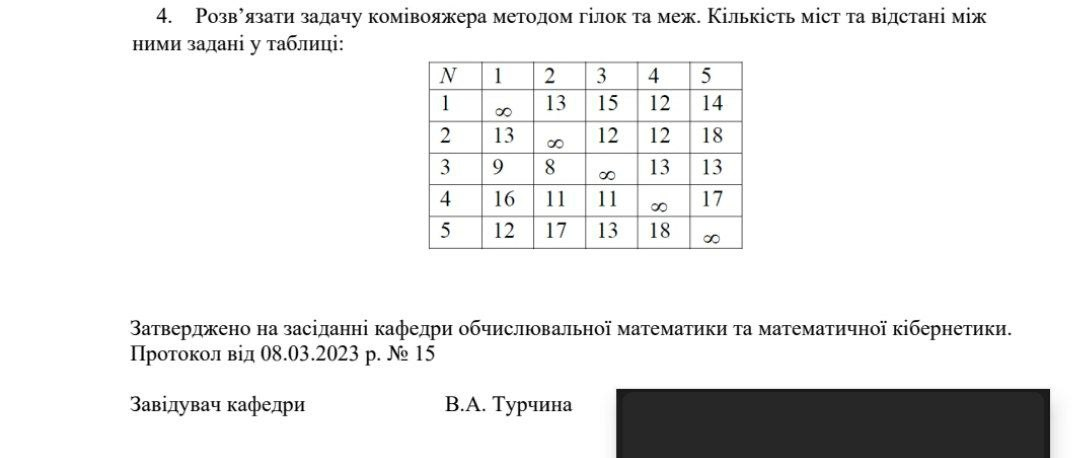 4. Розв’язати задачу комівояжера методом гілок та меж. Кількість міст та відстані між
ними задані у таблиці:
N 1 2 3 4 5
1 ∞ 13 15 12 14
2 13 ∞ 12 12 18
3 9 8 ∞ 13 13
4 16 11 11 ∞ 17
5 12 17 13 18 ∞
Затверджено на засіданні кафедри обчислювальної математики та математичної кібернетики.
Протокол від 08.03.2023 р. № 15
Завідувач кафедри В.А. Турчина